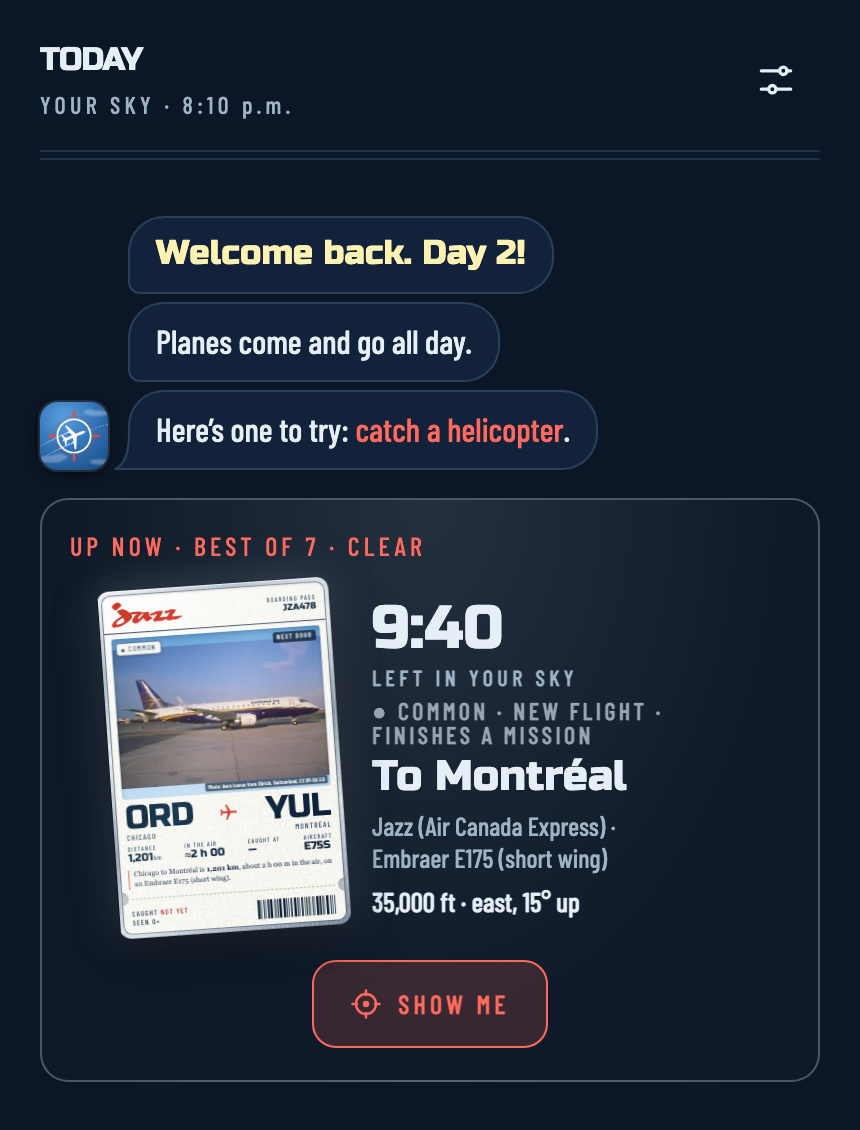 TODAY
YOUR SKY · 8:10 p.m.
Welcome back. Day 2!
Planes come and go all day.
Here's one to try: catch a helicopter.
UP NOW · BEST OF 7 · CLEAR
Jazz
BOARDING PASS
JZA478
COMMON
NEXT DOOR
ORD
YUL
CHICAGO
MONTRÉAL
DISTANCE
IN THE AIR
CAUGHT AT
AIRCRAFT
1,201km
≈2 h 00
—
E75S
Chicago to Montréal is 1,201 km, about 2 h 00 m in the air, on
an Embraer E175 (short wing).
CAUGHT NOT YET
SEEN 0×
9:40
LEFT IN YOUR SKY
● COMMON · NEW FLIGHT ·
FINISHES A MISSION
To Montréal
Jazz (Air Canada Express) ·
Embraer E175 (short wing)
35,000 ft · east, 15° up
SHOW ME